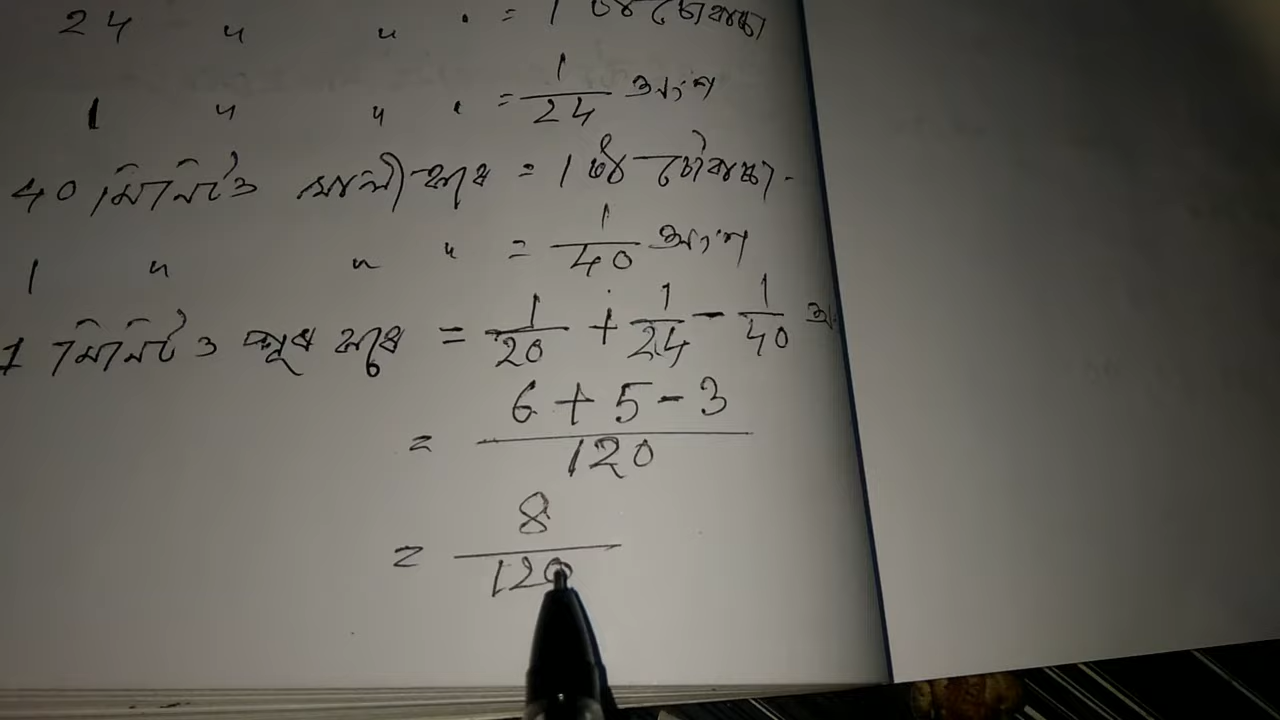 24 " " " = 1 টি চৌবাচ্চা
1 " " " = 1/24 অংশ
40 মিনিটে খালী হয় = 1 টি চৌবাচ্চা.
1 " " " = 1/40 অংশ
1 মিনিটে পূর্ণ হয় = 1/20 + 1/24 - 1/40 অ
= 6 + 5 - 3 / 120
= 8 / 120